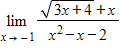 lim √(3x+4) + x
x→ -1 x² − x − 2